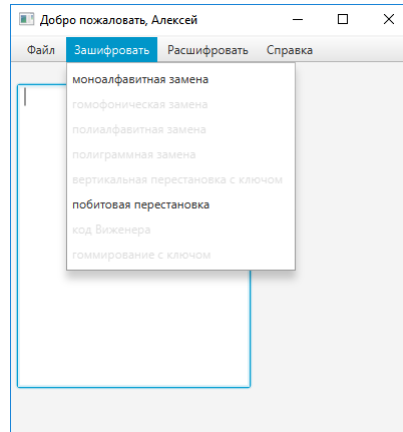 Добро пожаловать, Алексей
Файл Зашифровать Расшифровать Справка
моноалфавитная замена
гомофоническая замена
полиалфавитная замена
полиграммная замена
вертикальная перестановка с ключом
побитовая перестановка
код Виженера
гоммирование с ключом